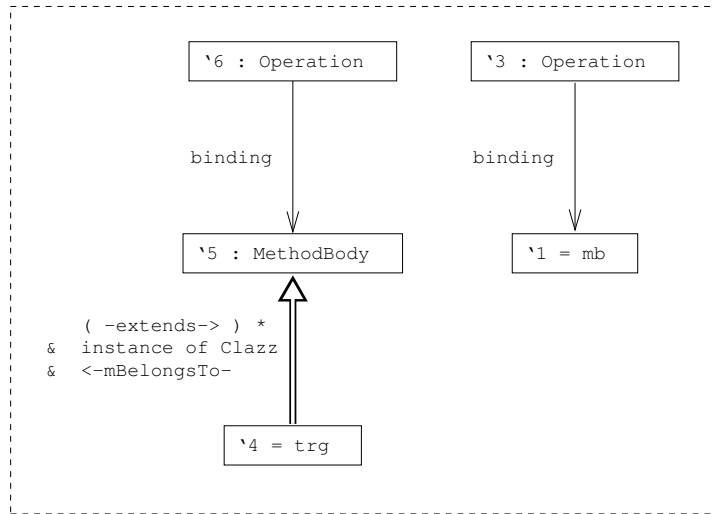 ‵6 : Operation
‵3 : Operation
binding
binding
‵5 : MethodBody
‵1 = mb
( -extends-> ) *
& instance of Clazz
& <-mBelongsTo-
‵4 = trg